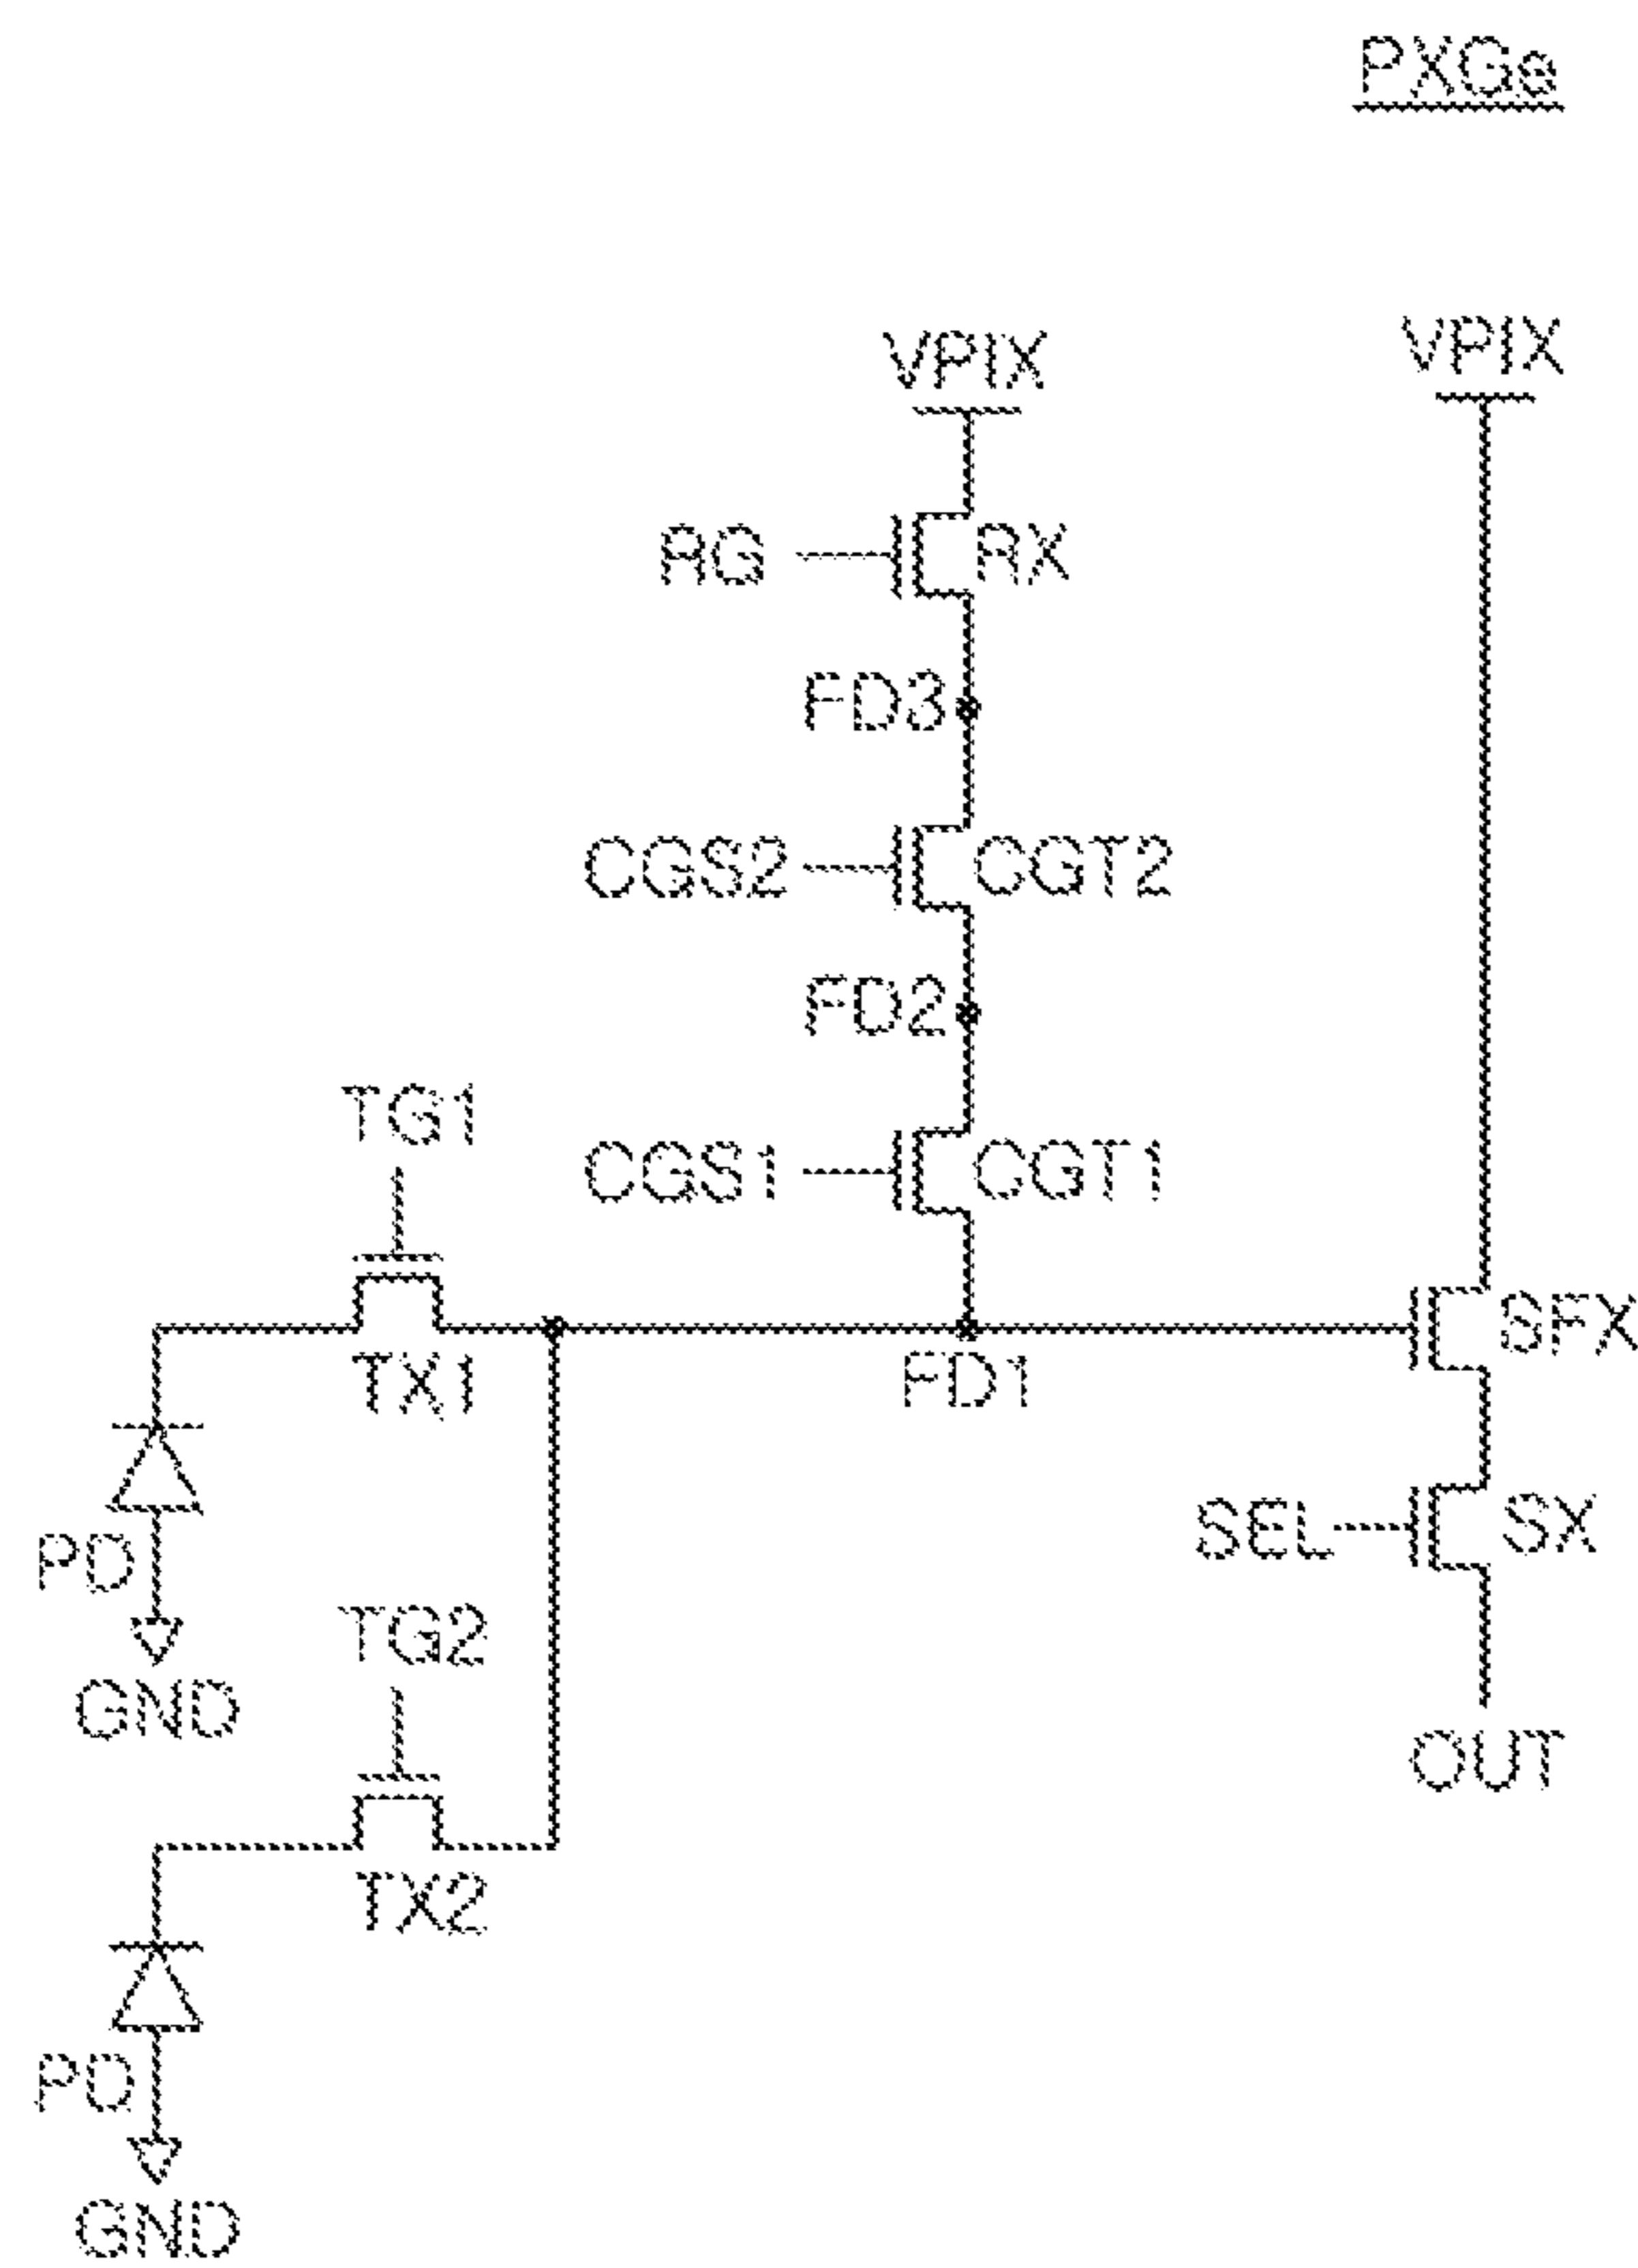 PXGe
VPIX
VPIX
RG
RX
FD3
CGS2
CGT2
FD2
TG1
CGS1
CGT1
SFX
TX1
FD1
SEL
SX
PD
TG2
GND
OUT
TX2
PD
GND